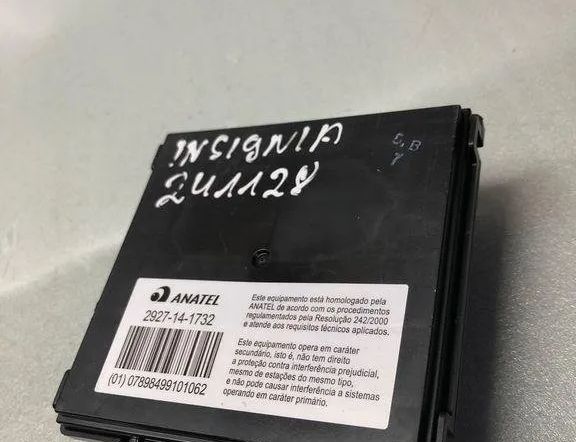 INSIGNIA
241128
ANATEL
2927-14-1732
(01) 07898499101062
Este equipamento está homologado pela
ANATEL de acordo com os procedimentos
regulamentados pela Resolução 242/2000
e atende aos requisitos técnicos aplicados.
Este equipamento opera em caráter
secundário, isto é, não tem direito
a proteção contra interferência prejudicial,
mesmo de estações do mesmo tipo,
e não pode causar interferência a sistemas
operando em caráter primário.